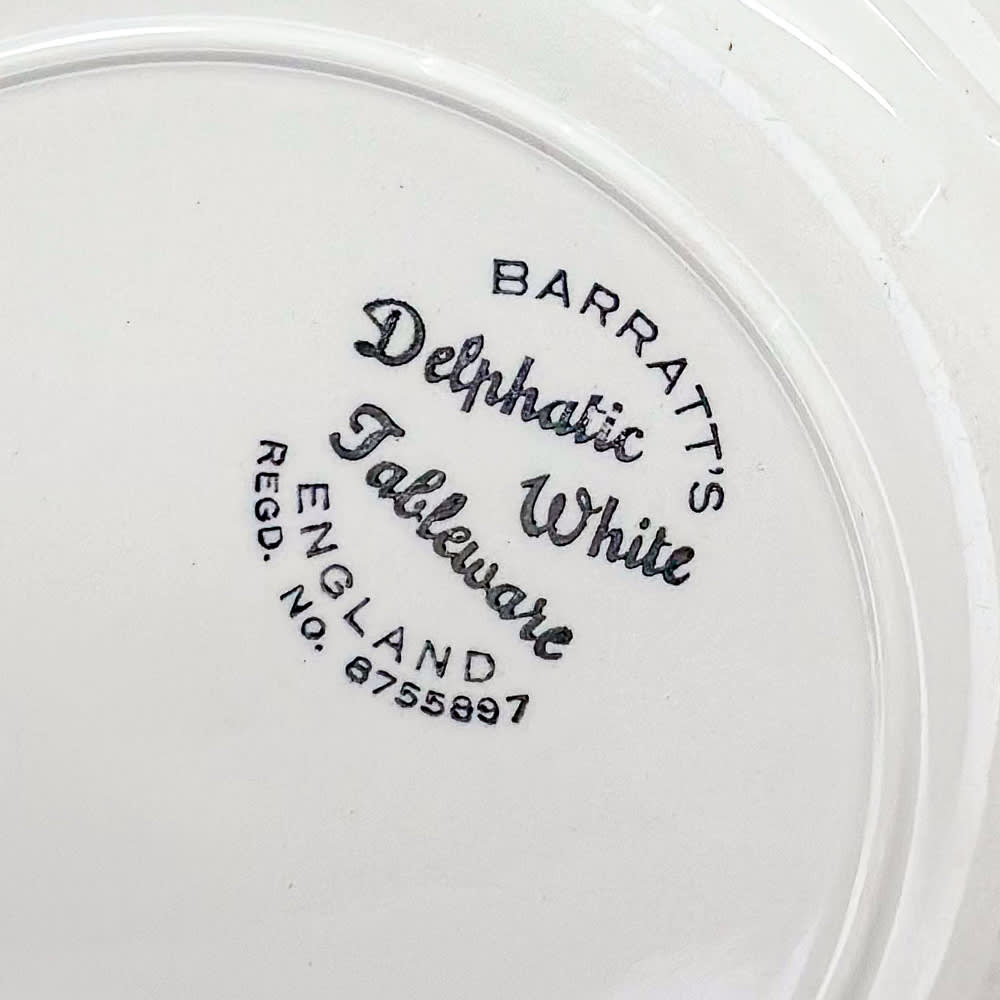 BARRATT'S
Delphatic
White
Tableware
ENGLAND
REGD. NO. 8755897